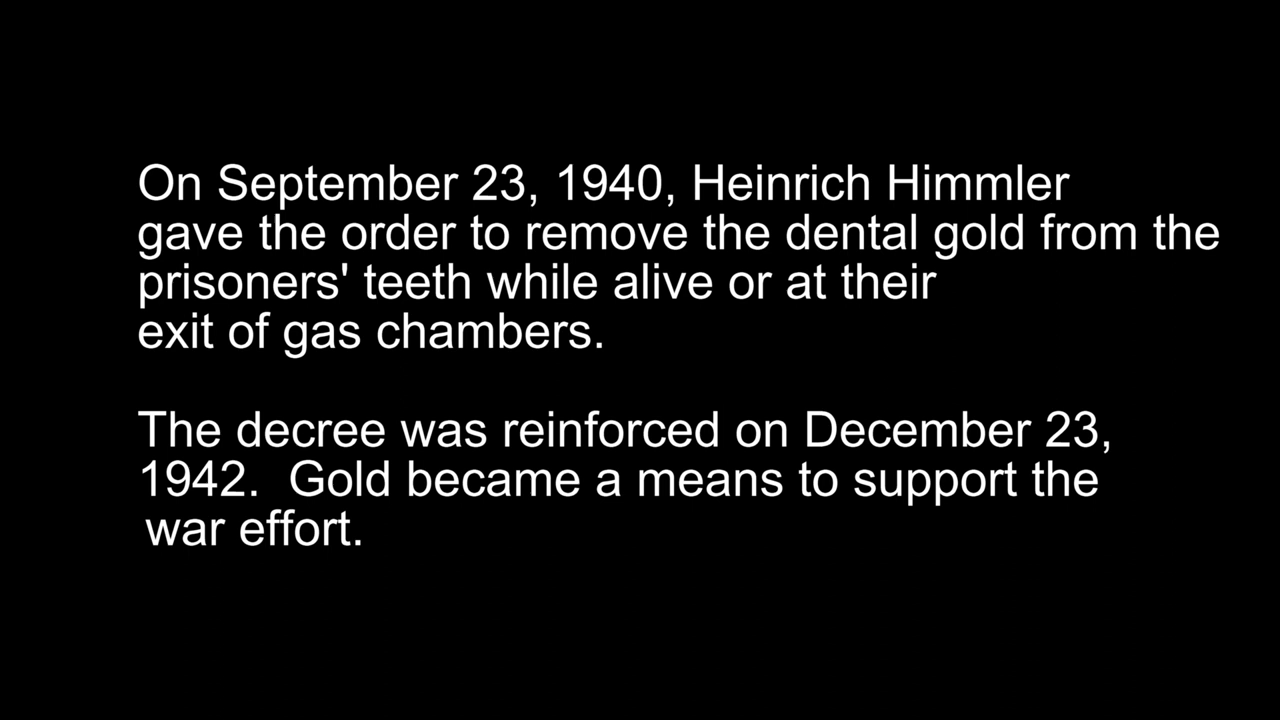 On September 23, 1940, Heinrich Himmler
gave the order to remove the dental gold from the
prisoners' teeth while alive or at their
exit of gas chambers.
The decree was reinforced on December 23,
1942.  Gold became a means to support the
war effort.